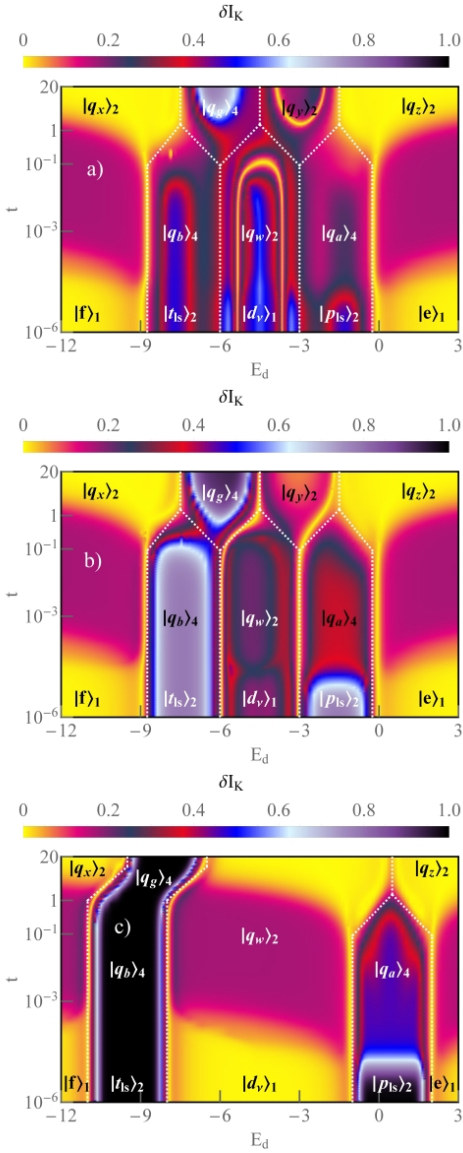 δI_K
0 0.2 0.4 0.6 0.8 1.0
20
|q_x⟩_2 |q_g⟩_4 |q_y⟩_2 |q_z⟩_2
1
10^-1
a)
t
|q_b⟩_4 |q_w⟩_2 |q_a⟩_4
10^-3
|f⟩_1 |t_ls⟩_2 |d_v⟩_1 |p_ls⟩_2 |e⟩_1
10^-6
-12 -9 -6 -3 0 3
E_d
δI_K
0 0.2 0.4 0.6 0.8 1.0
20
|q_x⟩_2 |q_g⟩_4 |q_y⟩_2 |q_z⟩_2
1
10^-1
b)
t
|q_b⟩_4 |q_w⟩_2 |q_a⟩_4
10^-3
|f⟩_1 |t_ls⟩_2 |d_v⟩_1 |p_ls⟩_2 |e⟩_1
10^-6
-12 -9 -6 -3 0 3
E_d
δI_K
0 0.2 0.4 0.6 0.8 1.0
20
|q_x⟩_2 |q_g⟩_4 |q_z⟩_2
1
c)
10^-1
|q_w⟩_2
t
|q_b⟩_4 |q_a⟩_4
10^-3
|f⟩_1 |t_ls⟩_2 |d_v⟩_1 |p_ls⟩_2 |e⟩_1
10^-6
-12 -9 -6 -3 0 3
E_d